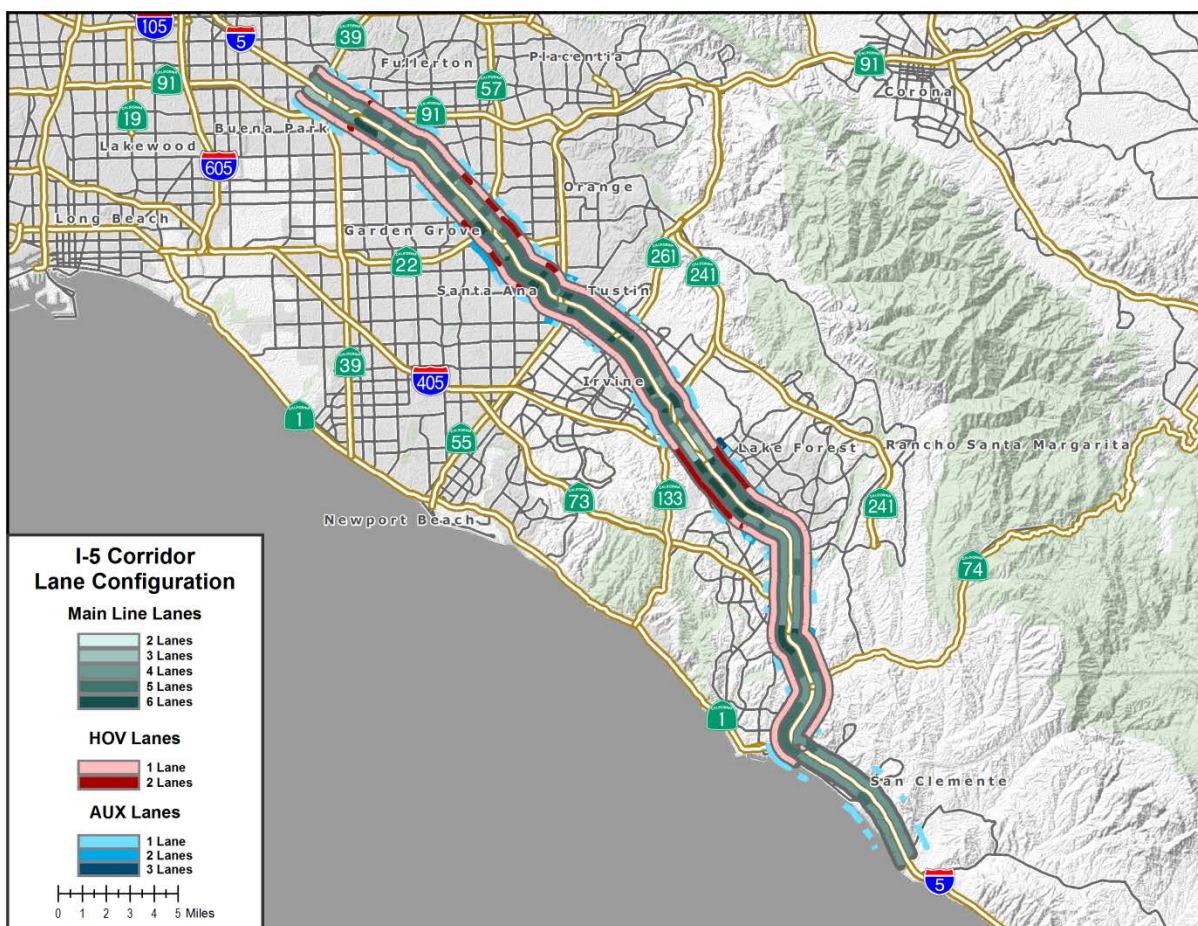 105
5
39
Fullerton
Placentia
91
91
57
Corona
19
91
Buena Park
Lakewood
605
Orange
Long Beach
Garden Grove
22
261
241
Santa Ana
Tustin
39
405
Irvine
1
55
Lake Forest
Rancho Santa Margarita
73
133
241
Newport Beach
74
1
San Clemente
5
I-5 Corridor
Lane Configuration
Main Line Lanes
2 Lanes
3 Lanes
4 Lanes
5 Lanes
6 Lanes
HOV Lanes
1 Lane
2 Lanes
AUX Lanes
1 Lane
2 Lanes
3 Lanes
0 1 2 3 4 5 Miles